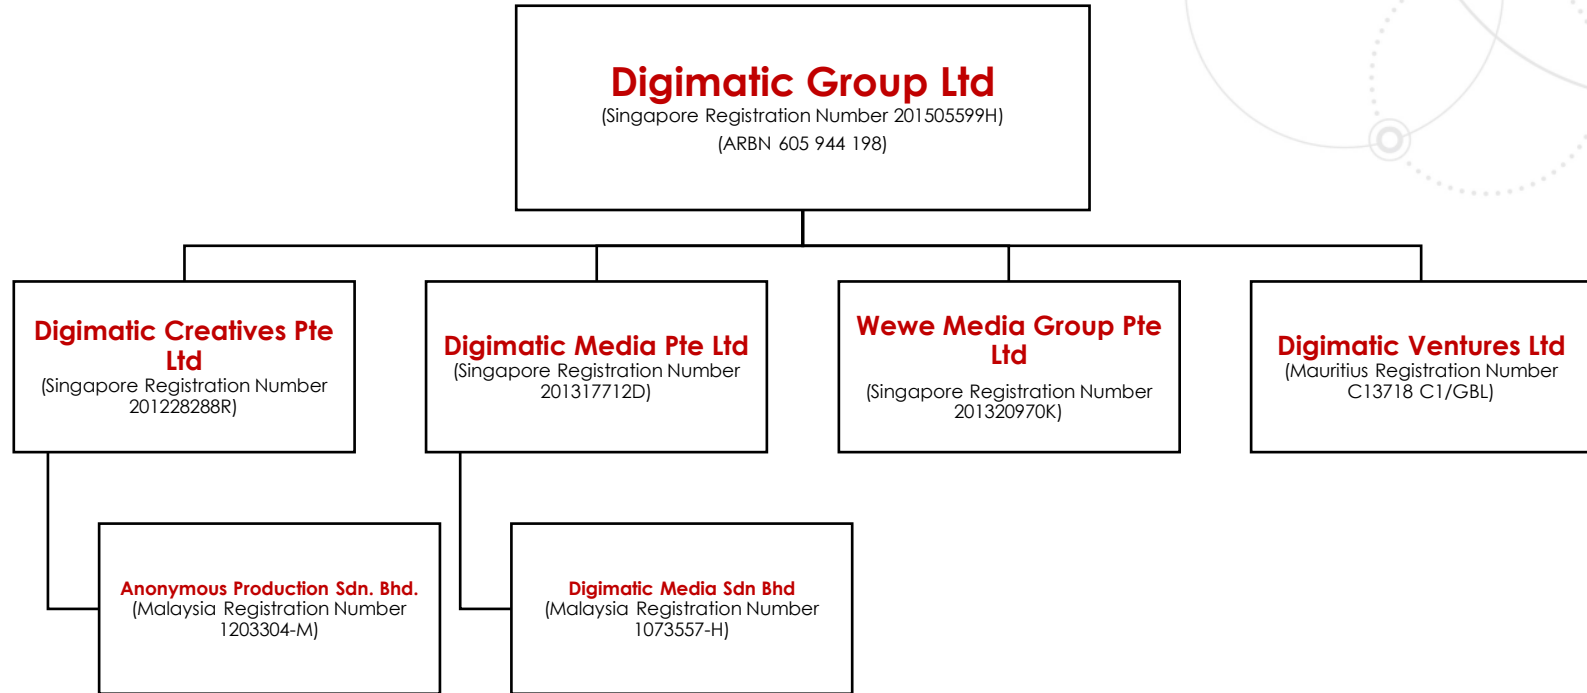 Digimatic Group Ltd
(Singapore Registration Number 201505599H)
(ARBN 605 944 198)
Digimatic Creatives Pte
Ltd
(Singapore Registration Number
201228288R)
Digimatic Media Pte Ltd
(Singapore Registration Number
201317712D)
Wewe Media Group Pte
Ltd
(Singapore Registration Number
201320970K)
Digimatic Ventures Ltd
(Mauritius Registration Number
C13718 C1/GBL)
Anonymous Production Sdn. Bhd.
(Malaysia Registration Number
1203304-M)
Digimatic Media Sdn Bhd
(Malaysia Registration Number
1073557-H)